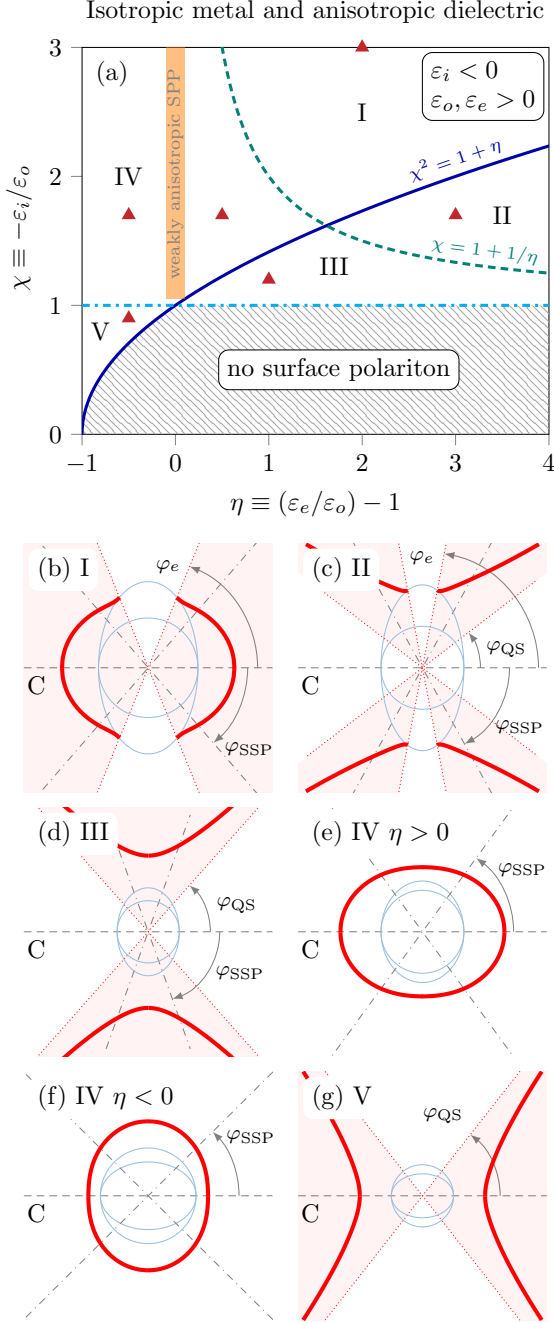 Isotropic metal and anisotropic dielectric
(a)
ε_i < 0
ε_o, ε_e > 0
I
II
III
IV
V
weakly anisotropic SPP
χ² = 1 + η
χ = 1 + 1/η
no surface polariton
0
1
2
3
χ ≡ −ε_i/ε_o
−1
0
1
2
3
4
η ≡ (ε_e/ε_o) − 1
(b) I
φ_e
C
φ_SSP
(c) II
φ_e
φ_QS
C
φ_SSP
(d) III
φ_QS
C
φ_SSP
(e) IV η > 0
φ_SSP
C
(f) IV η < 0
φ_SSP
C
(g) V
φ_QS
C